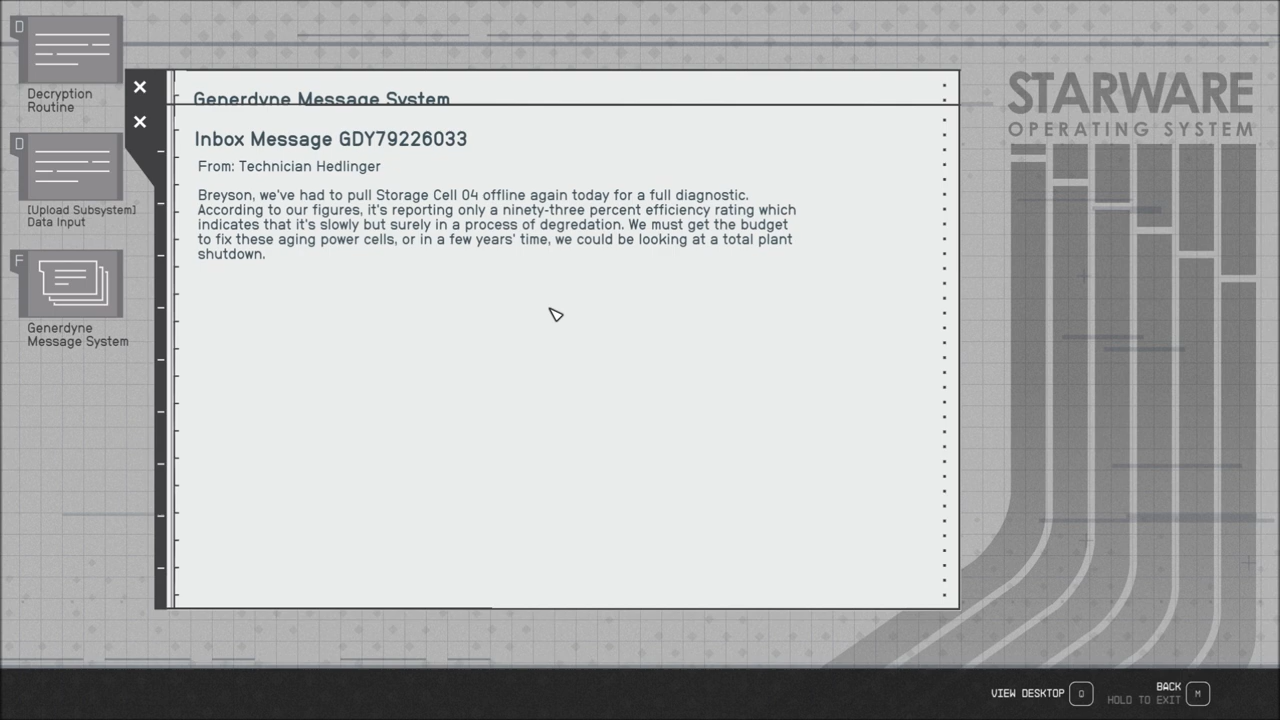 D
Decryption
Routine
D
[Upload Subsystem]
Data Input
F
Generdyne
Message System
Generdyne Message System
Inbox Message GDY79226033
From: Technician Hedlinger
Breyson, we've had to pull Storage Cell 04 offline again today for a full diagnostic.
According to our figures, it's reporting only a ninety-three percent efficiency rating which
indicates that it's slowly but surely in a process of degredation. We must get the budget
to fix these aging power cells, or in a few years' time, we could be looking at a total plant
shutdown.
STARWARE
OPERATING SYSTEM
VIEW DESKTOP Q
BACK M
HOLD TO EXIT